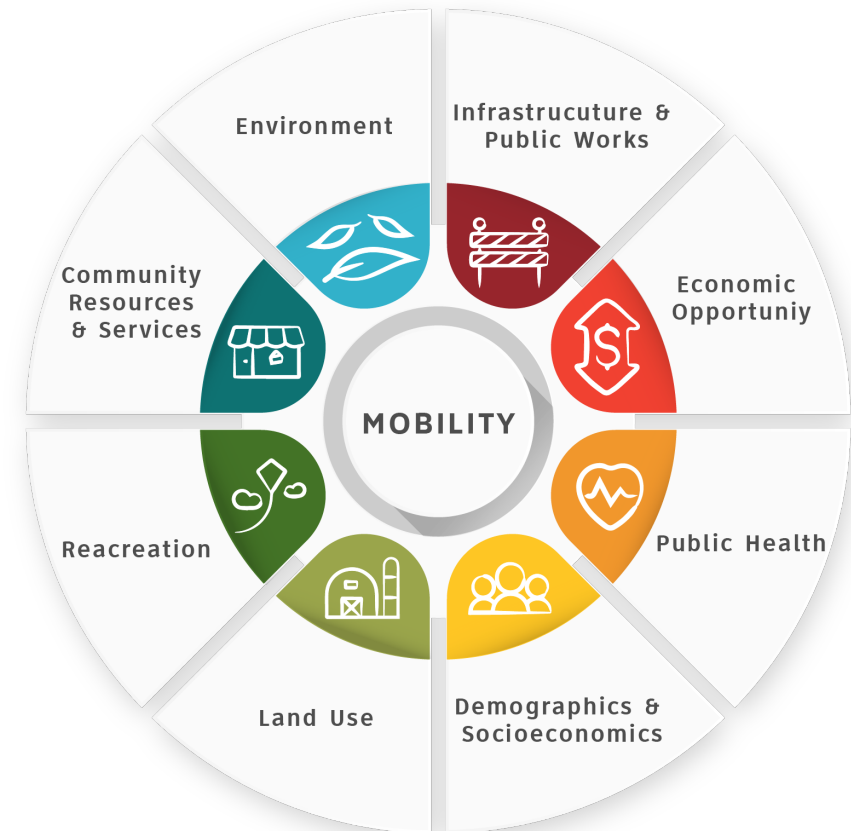 Environment
Infrastrucuture &
Public Works
Community
Resources
& Services
Economic
Opportuniy
$
MOBILITY
Reacreation
Public Health
Land Use
Demographics &
Socioeconomics